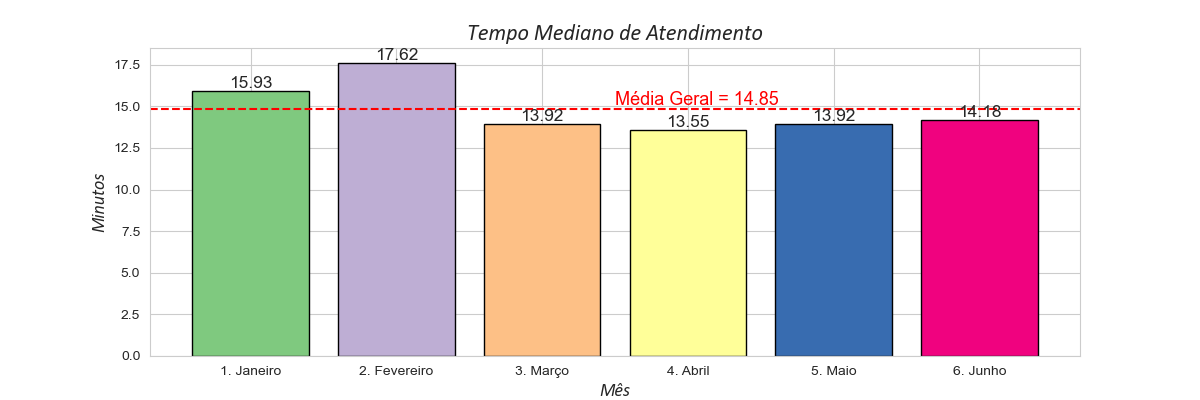 Tempo Mediano de Atendimento
17.62
15.93
Média Geral = 14.85
13.92
13.55
13.92
14.18
Minutos
17.5
15.0
12.5
10.0
7.5
5.0
2.5
0.0
1. Janeiro
2. Fevereiro
3. Março
4. Abril
5. Maio
6. Junho
Mês